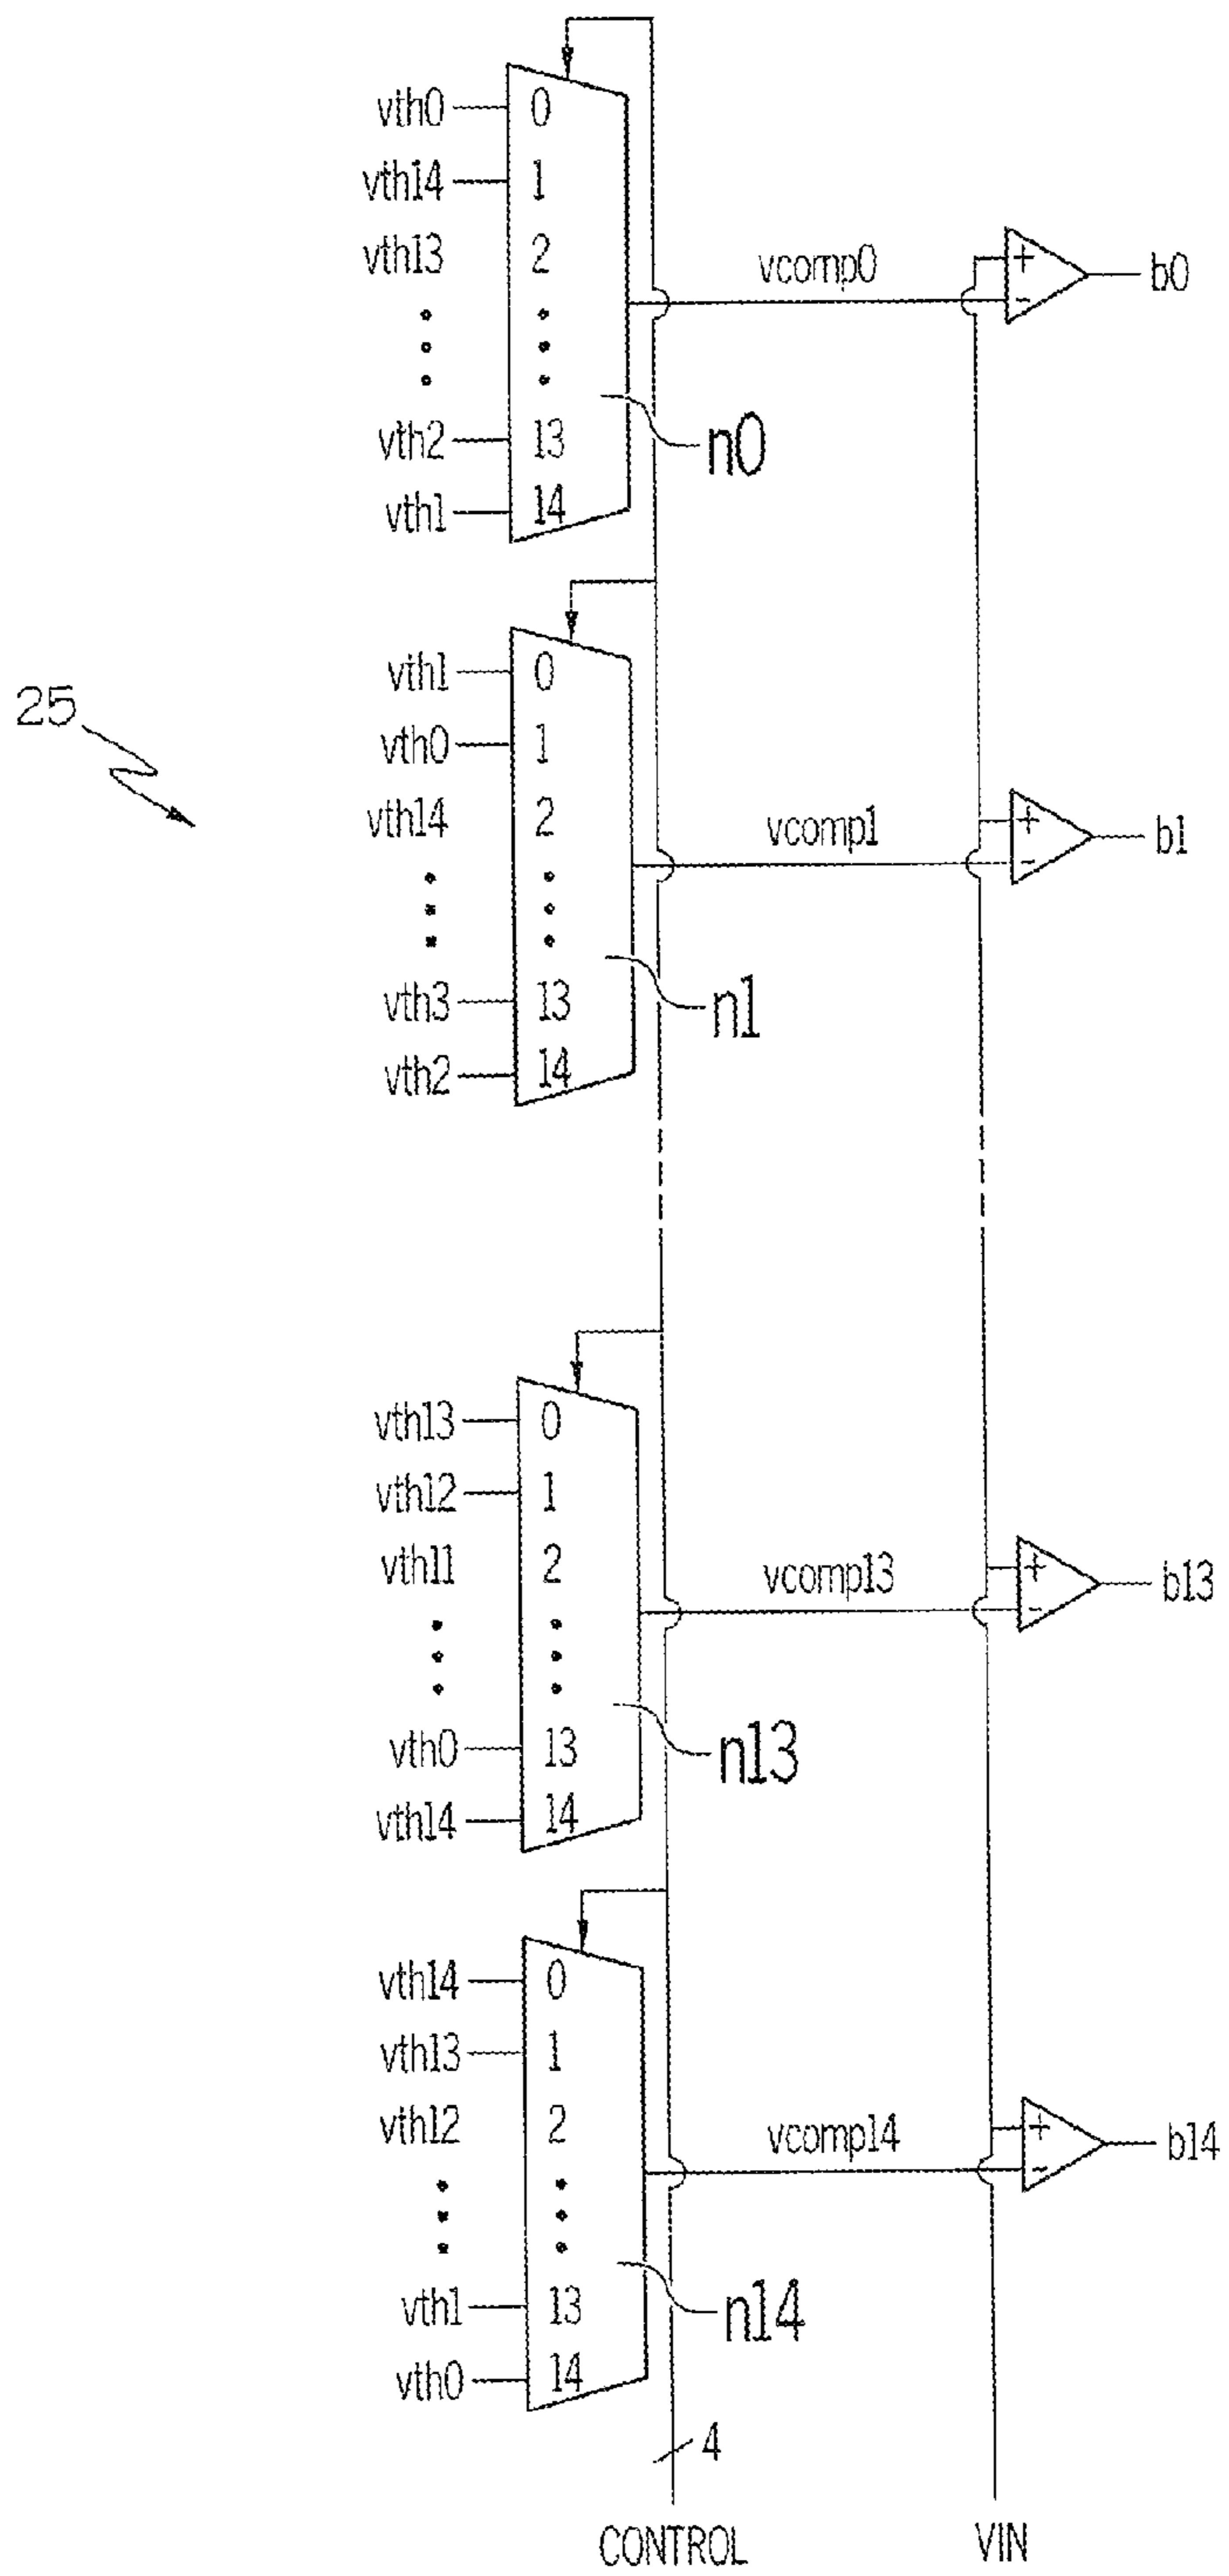 vth0 0
vth14 1
vth13 2
vcomp0
+
-
b0
vth2 13
n0
vth1 14
vth1 0
25
vth0 1
vth14 2
vcomp1
+
-
b1
vth3 13
n1
vth2 14
vth13 0
vth12 1
vth11 2
vcomp13
+
-
b13
vth0 13
n13
vth14 14
vth14 0
vth13 1
vth12 2
vcomp14
+
-
b14
vth1 13
n14
vth0 14
4
CONTROL VIN